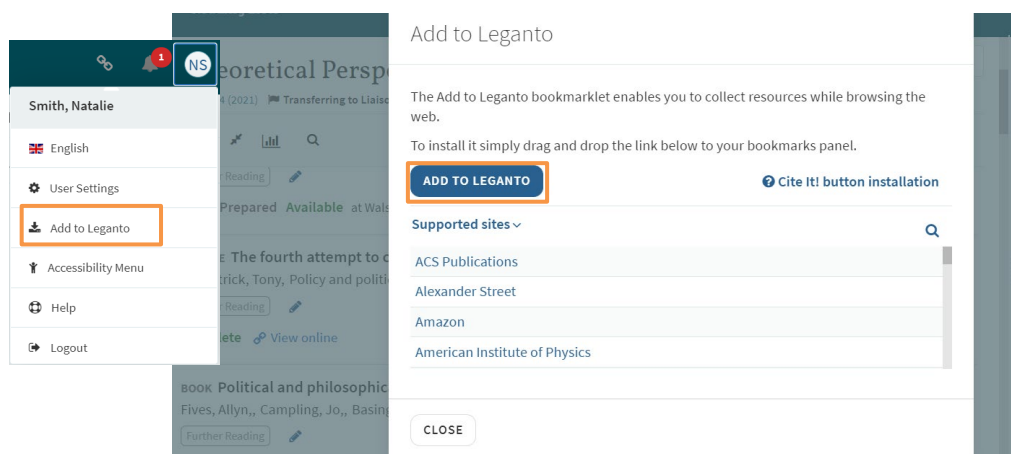 1
NS
Smith, Natalie
English
User Settings
Add to Leganto
Accessibility Menu
Help
Logout
eoretical Persp
4 (2021) Transferring to Liaiso
Reading
Prepared Available at Wals
The fourth attempt to c
trick, Tony, Policy and politi
Reading
lete View online
BOOK Political and philosophic
Fives, Allyn,, Campling, Jo,, Basing
Further Reading
Add to Leganto
The Add to Leganto bookmarklet enables you to collect resources while browsing the
web.
To install it simply drag and drop the link below to your bookmarks panel.
ADD TO LEGANTO
Cite It! button installation
Supported sites
ACS Publications
Alexander Street
Amazon
American Institute of Physics
CLOSE